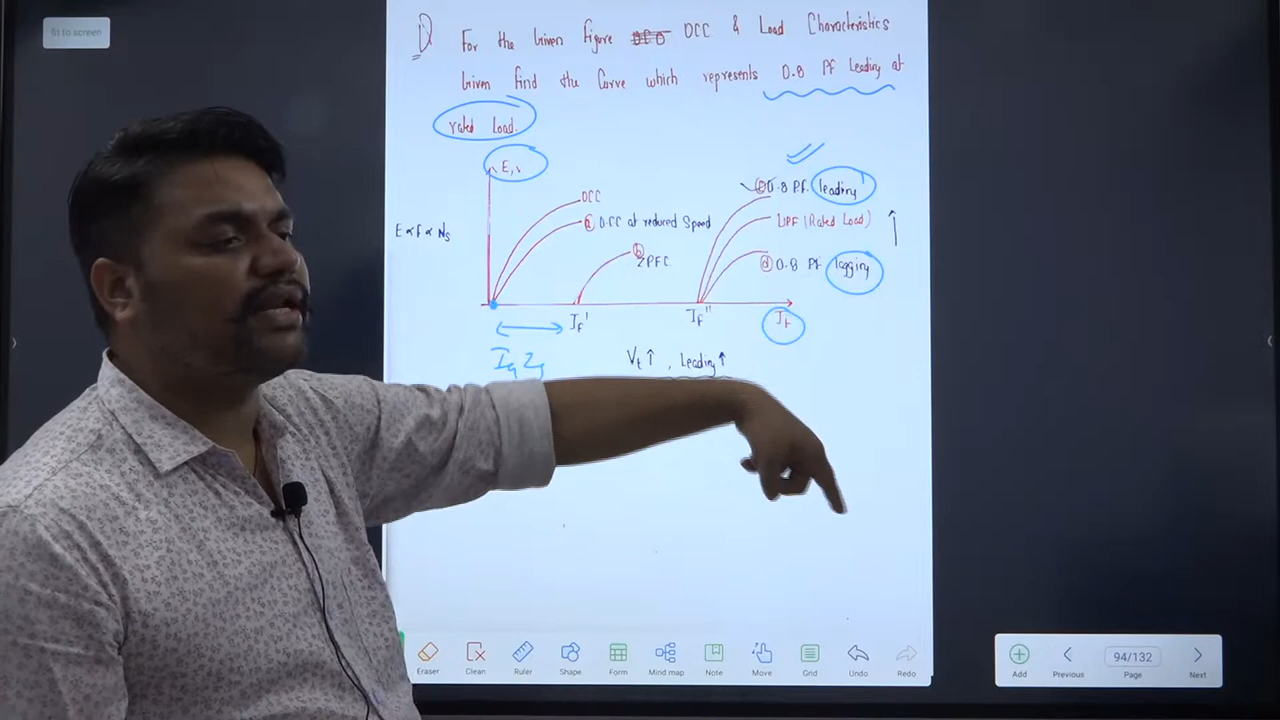 fit to screen
Q) For the Given figure OCC & Load Characteristics
Given find the Curve which represents 0.8 PF Leading at
rated Load.
E, V
E ∝ f ∝ Ns
OCC
ⓐ OCC at reduced Speed
ⓑ
ZPFC
0.8 PF. leading
UPF (Rated Load)
ⓓ 0.8 PF lagging
If'
If"
If
Vt ↑ , Leading ↑
Eraser
Clean
Ruler
Shape
Form
Mind map
Note
Move
Grid
Undo
Redo
Add
Previous
94/132
Page
Next